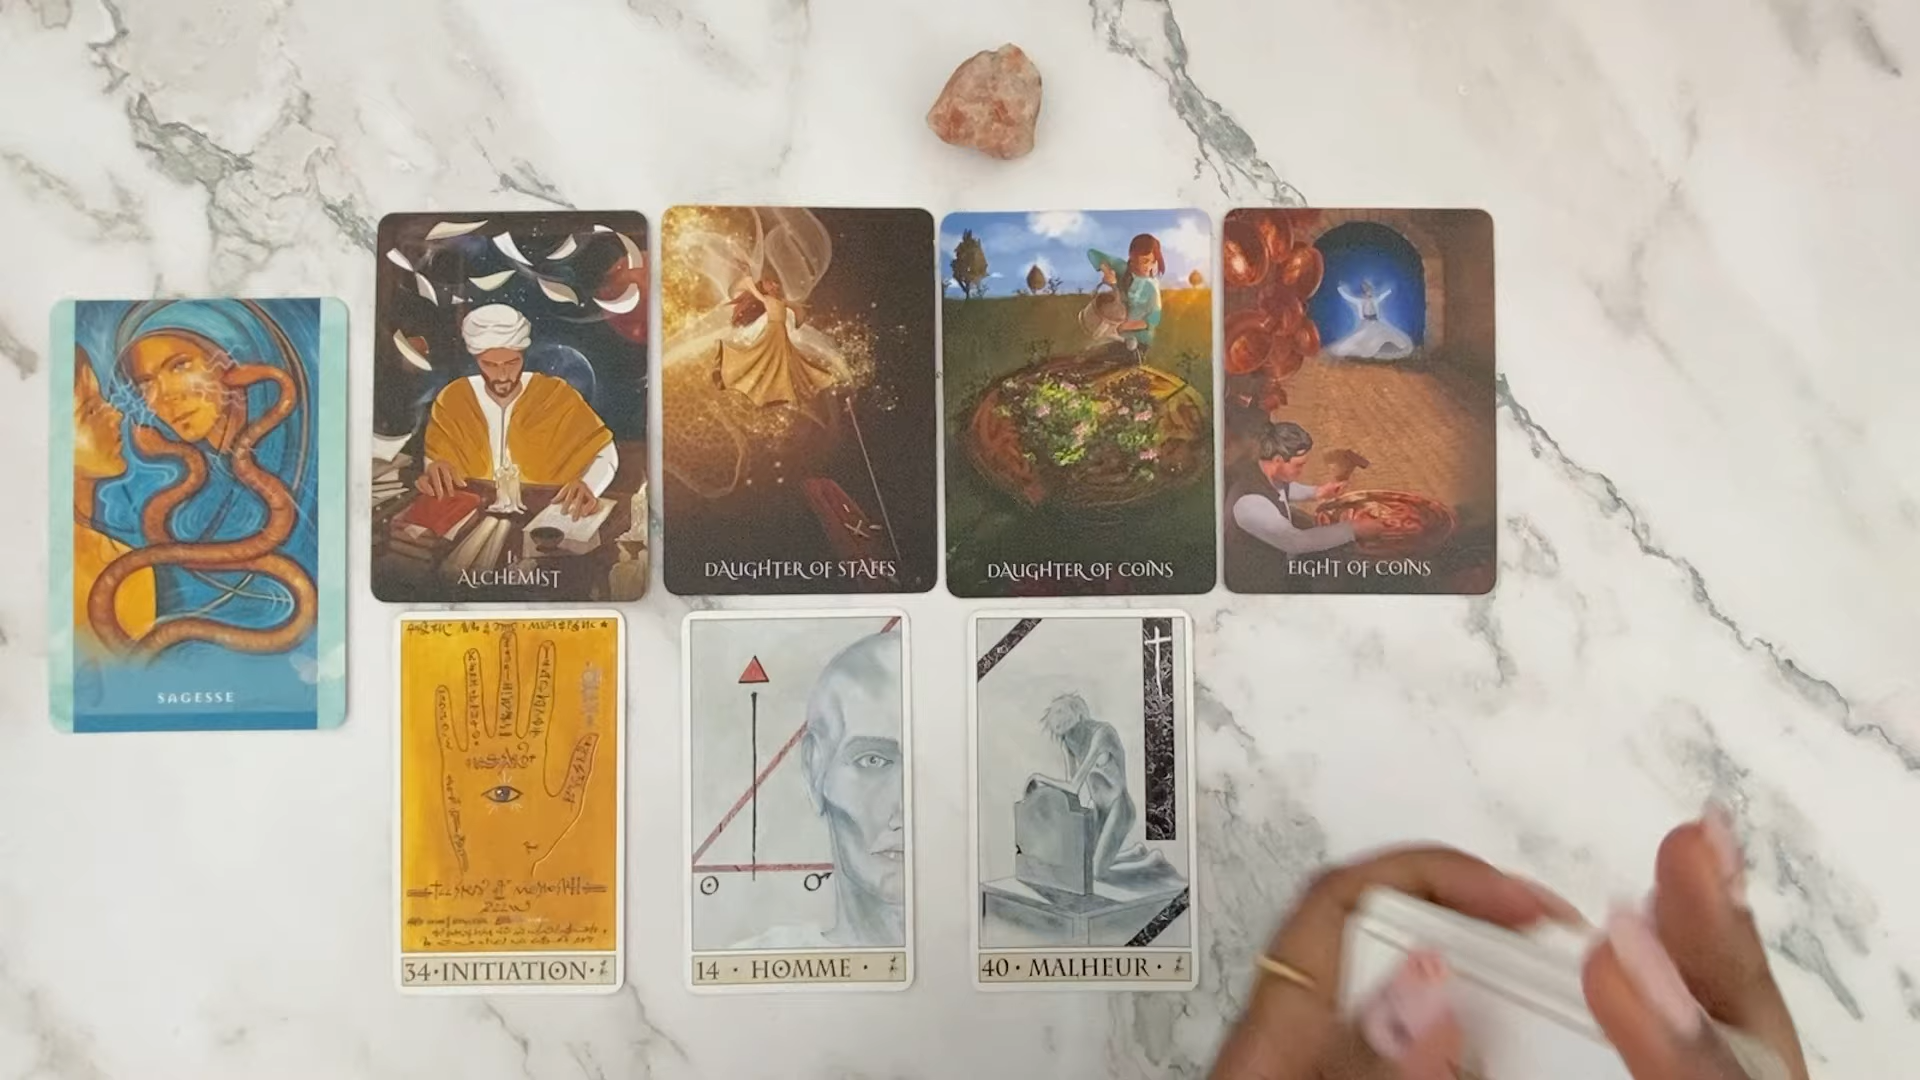 SAGESSE
I.
ALCHEMIST
DAUGHTER OF STAFFS
DAUGHTER OF COINS
EIGHT OF COINS
34·INITIATION·
14 · HOMME ·
40 · MALHEUR ·